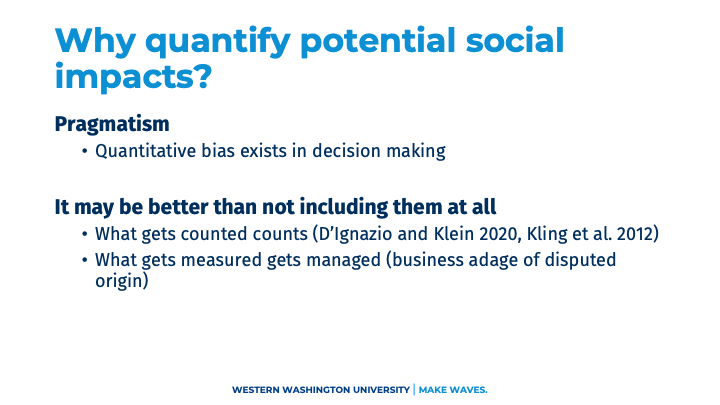 Why quantify potential social
impacts?
Pragmatism
• Quantitative bias exists in decision making
It may be better than not including them at all
• What gets counted counts (D’Ignazio and Klein 2020, Kling et al. 2012)
• What gets measured gets managed (business adage of disputed
origin)
WESTERN WASHINGTON UNIVERSITY | MAKE WAVES.